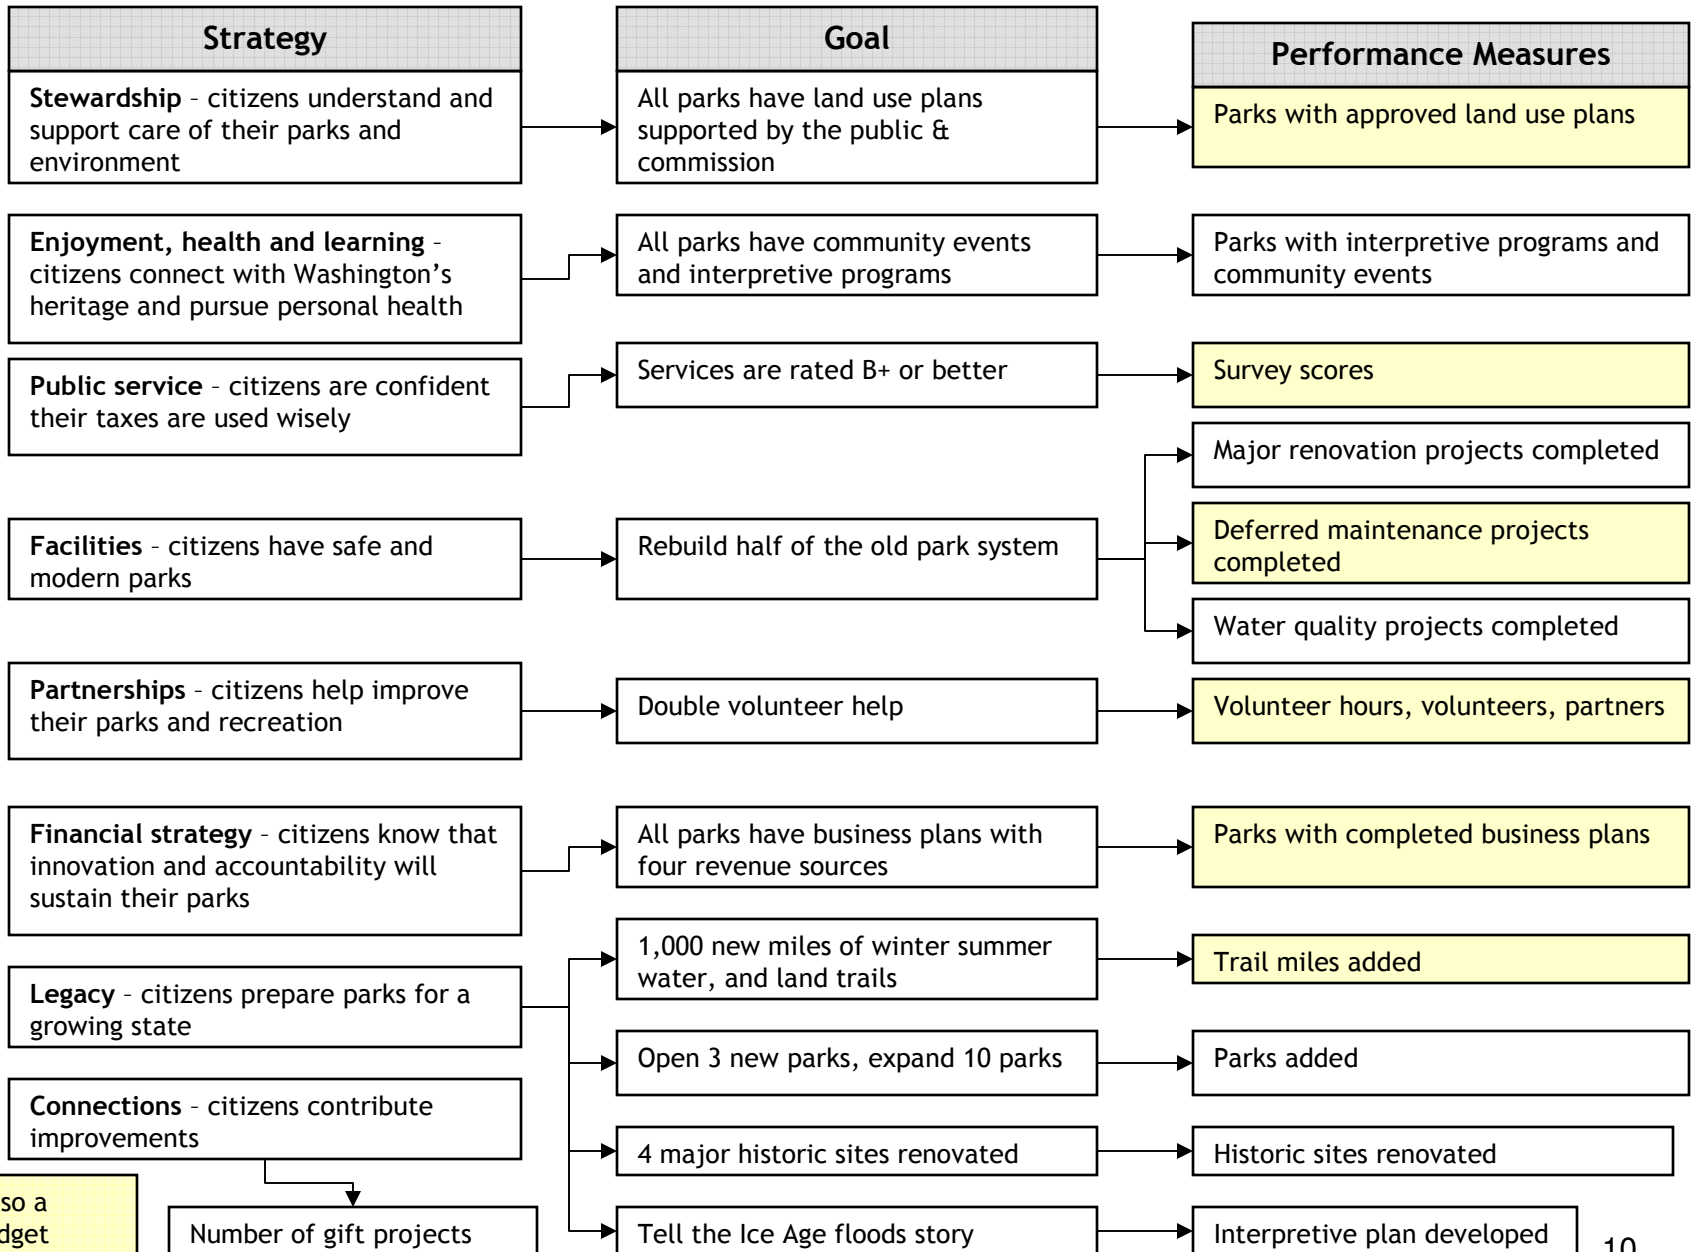 Strategy
Goal
Performance Measures
Stewardship – citizens understand and
support care of their parks and
environment
All parks have land use plans
supported by the public &
commission
Parks with approved land use plans
Enjoyment, health and learning –
citizens connect with Washington’s
heritage and pursue personal health
All parks have community events
and interpretive programs
Parks with interpretive programs and
community events
Public service – citizens are confident
their taxes are used wisely
Services are rated B+ or better
Survey scores
Facilities – citizens have safe and
modern parks
Rebuild half of the old park system
Major renovation projects completed
Deferred maintenance projects
completed
Water quality projects completed
Partnerships – citizens help improve
their parks and recreation
Double volunteer help
Volunteer hours, volunteers, partners
Financial strategy – citizens know that
innovation and accountability will
sustain their parks
All parks have business plans with
four revenue sources
Parks with completed business plans
Legacy – citizens prepare parks for a
growing state
1,000 new miles of winter summer
water, and land trails
Trail miles added
Open 3 new parks, expand 10 parks
Parks added
4 major historic sites renovated
Historic sites renovated
Tell the Ice Age floods story
Interpretive plan developed
Connections – citizens contribute
improvements
Number of gift projects
so a
dget
10